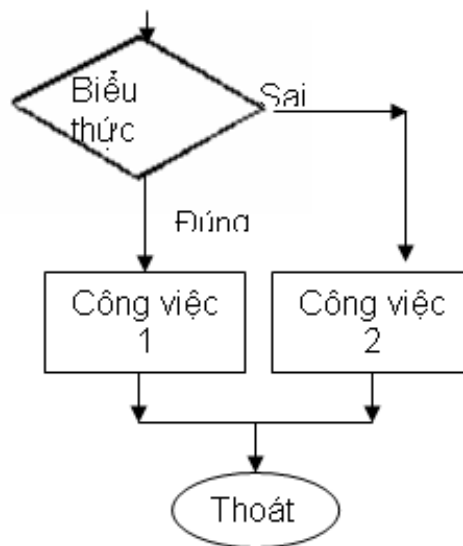 Biểu
thức
Sai
Đúng
Công việc
1
Công việc
2
Thoát